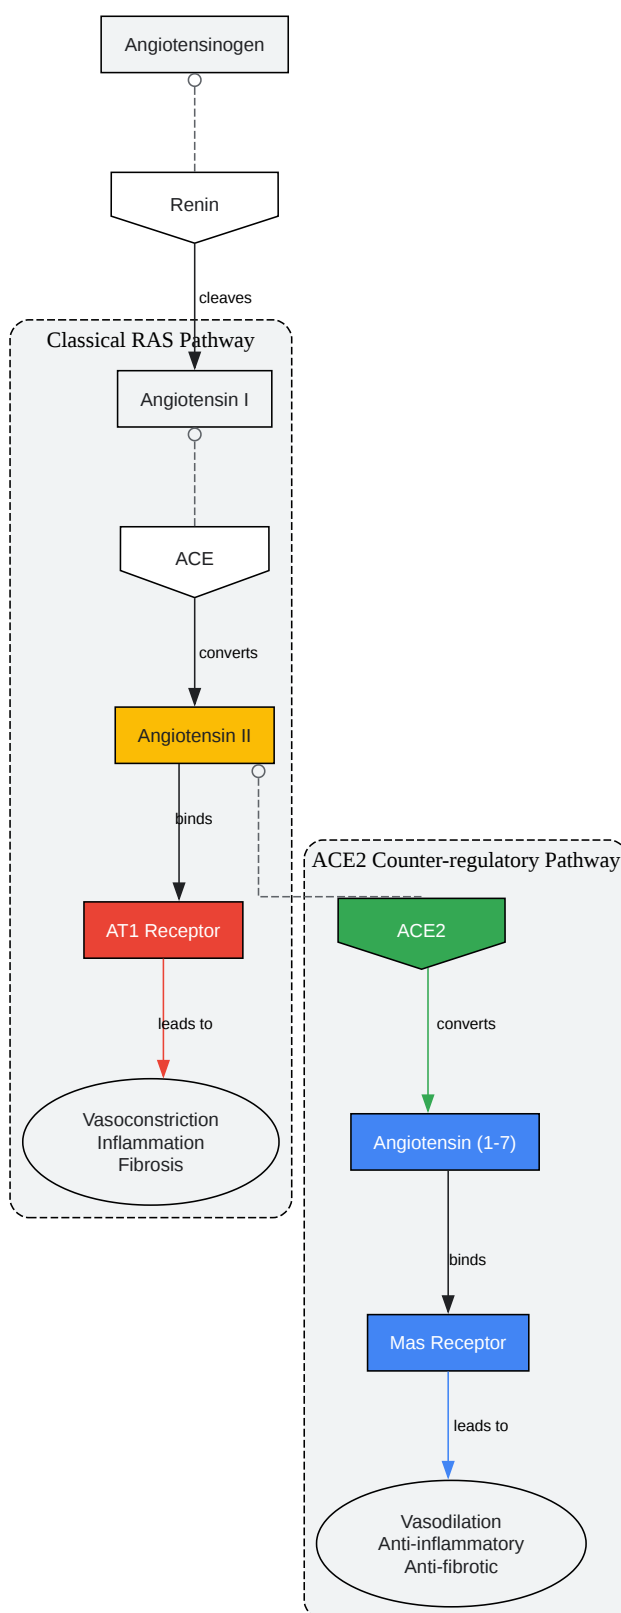 Angiotensinogen
Renin
cleaves
Classical RAS Pathway
Angiotensin I
ACE
converts
Angiotensin II
binds
ACE2 Counter-regulatory Pathway
AT1 Receptor
ACE2
leads to
converts
Vasoconstriction
Inflammation
Fibrosis
Angiotensin (1-7)
binds
Mas Receptor
leads to
Vasodilation
Anti-inflammatory
Anti-fibrotic